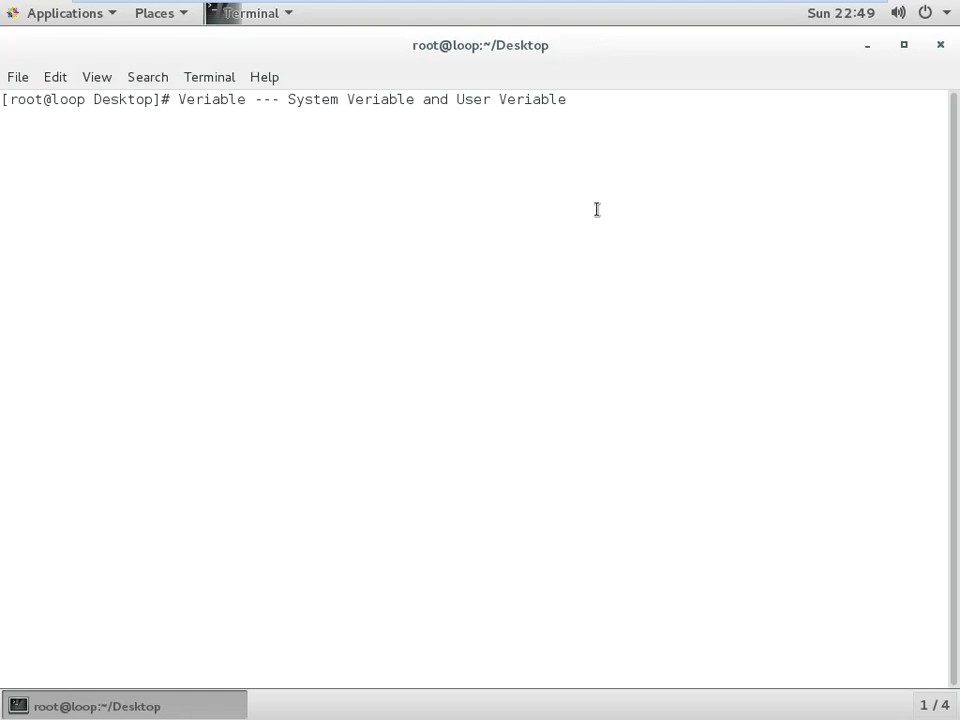 Applications Places Terminal Sun 22:49
root@loop:~/Desktop
File Edit View Search Terminal Help
[root@loop Desktop]# Veriable --- System Veriable and User Veriable
root@loop:~/Desktop 1 / 4